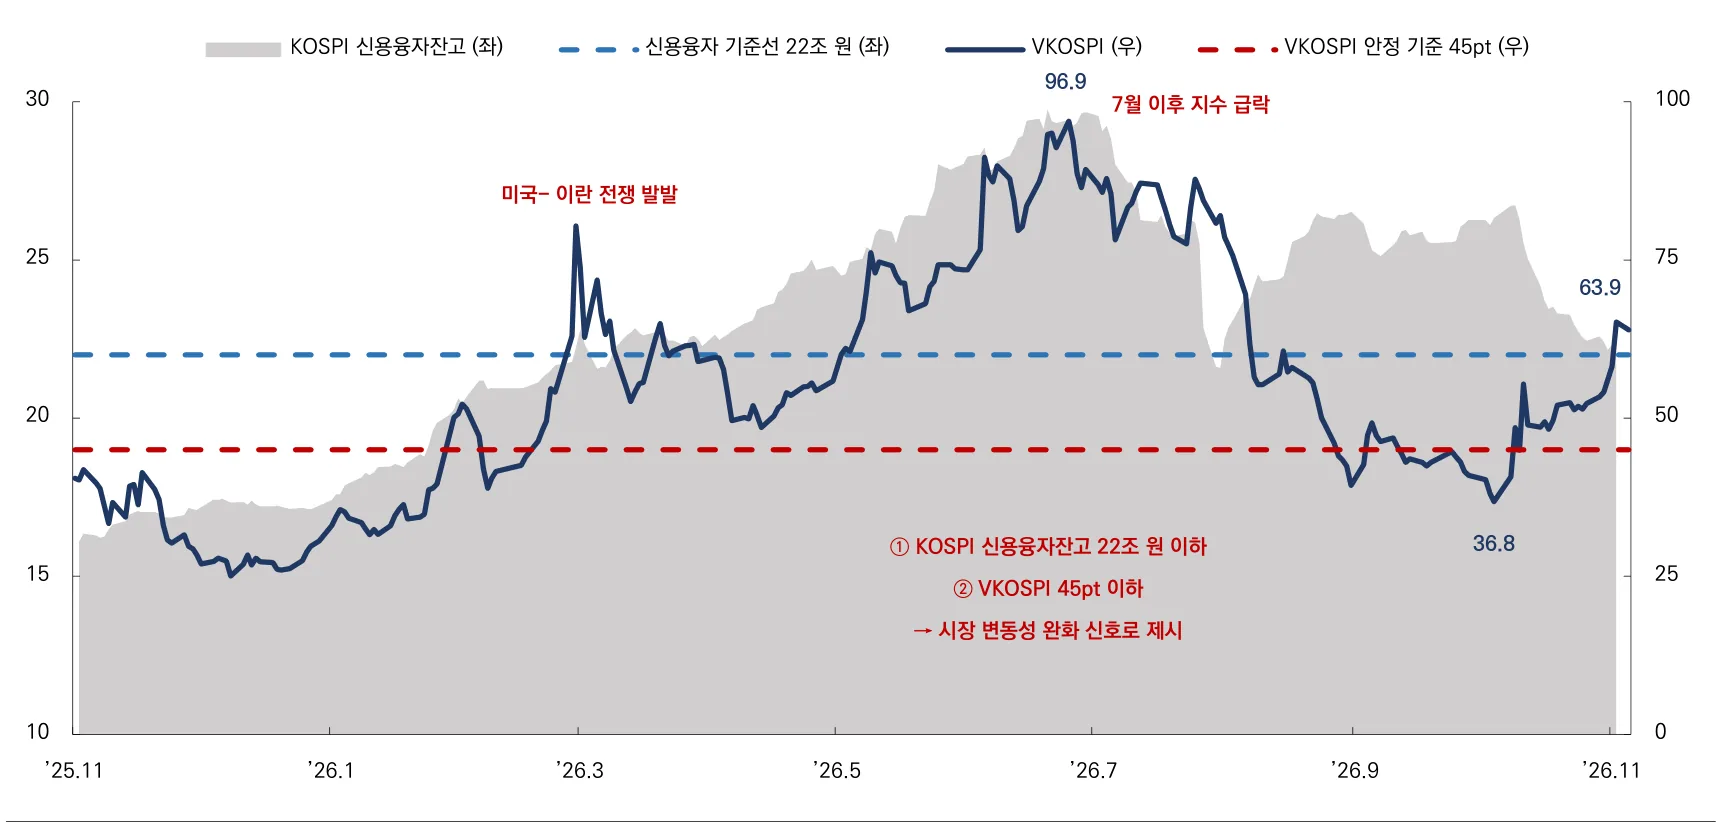 KOSPI 신용융자잔고 (좌)
신용융자 기준선 22조 원 (좌)
VKOSPI (우)
VKOSPI 안정 기준 45pt (우)
96.9
7월 이후 지수 급락
미국- 이란 전쟁 발발
63.9
36.8
① KOSPI 신용융자잔고 22조 원 이하
② VKOSPI 45pt 이하
→ 시장 변동성 완화 신호로 제시
30
25
20
15
10
100
75
50
25
0
’25.11
’26.1
’26.3
’26.5
’26.7
’26.9
’26.11